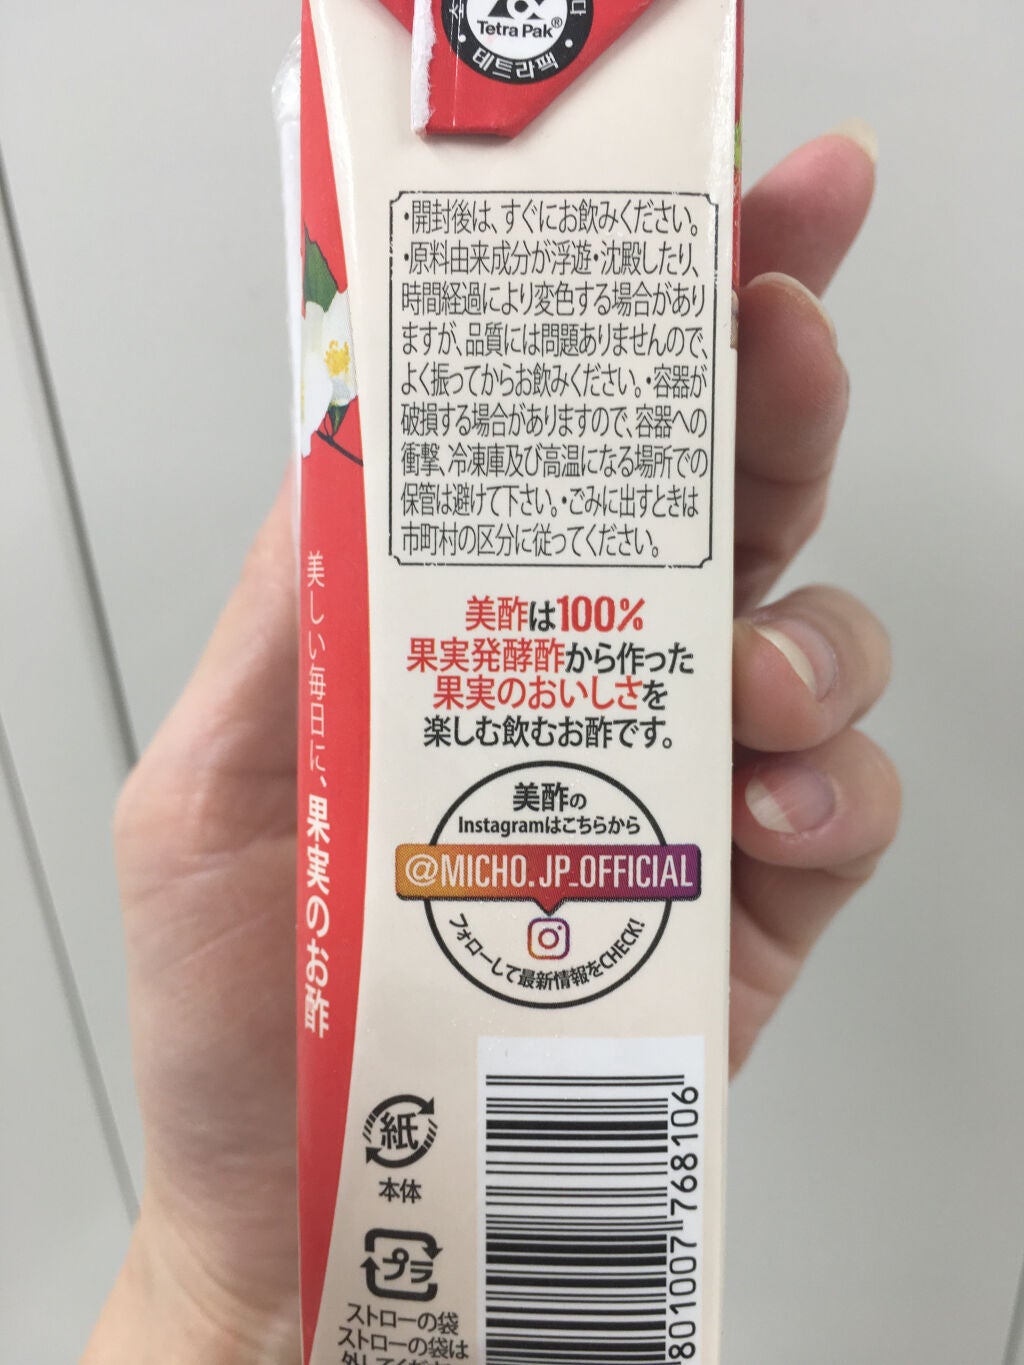 Tetra Pak®
테트라팩
・開封後は、すぐにお飲みください。
・原料由来成分が浮遊・沈殿したり、
時間経過により変色する場合があり
ますが、品質には問題ありませんので、
よく振ってからお飲みください。・容器が
破損する場合がありますので、容器への
衝撃、冷凍庫及び高温になる場所での
保管は避けて下さい。・ごみに出すときは
市町村の区分に従ってください。
美しい毎日に、果実のお酢
美酢は100%
果実発酵酢から作った
果実のおいしさを
楽しむ飲むお酢です。
美酢の
Instagramはこちらから
@MICHO.JP_OFFICIAL
フォローして最新情報をCHECK!
紙
本体
プラ
ストローの袋
ストローの袋は
801007 768106